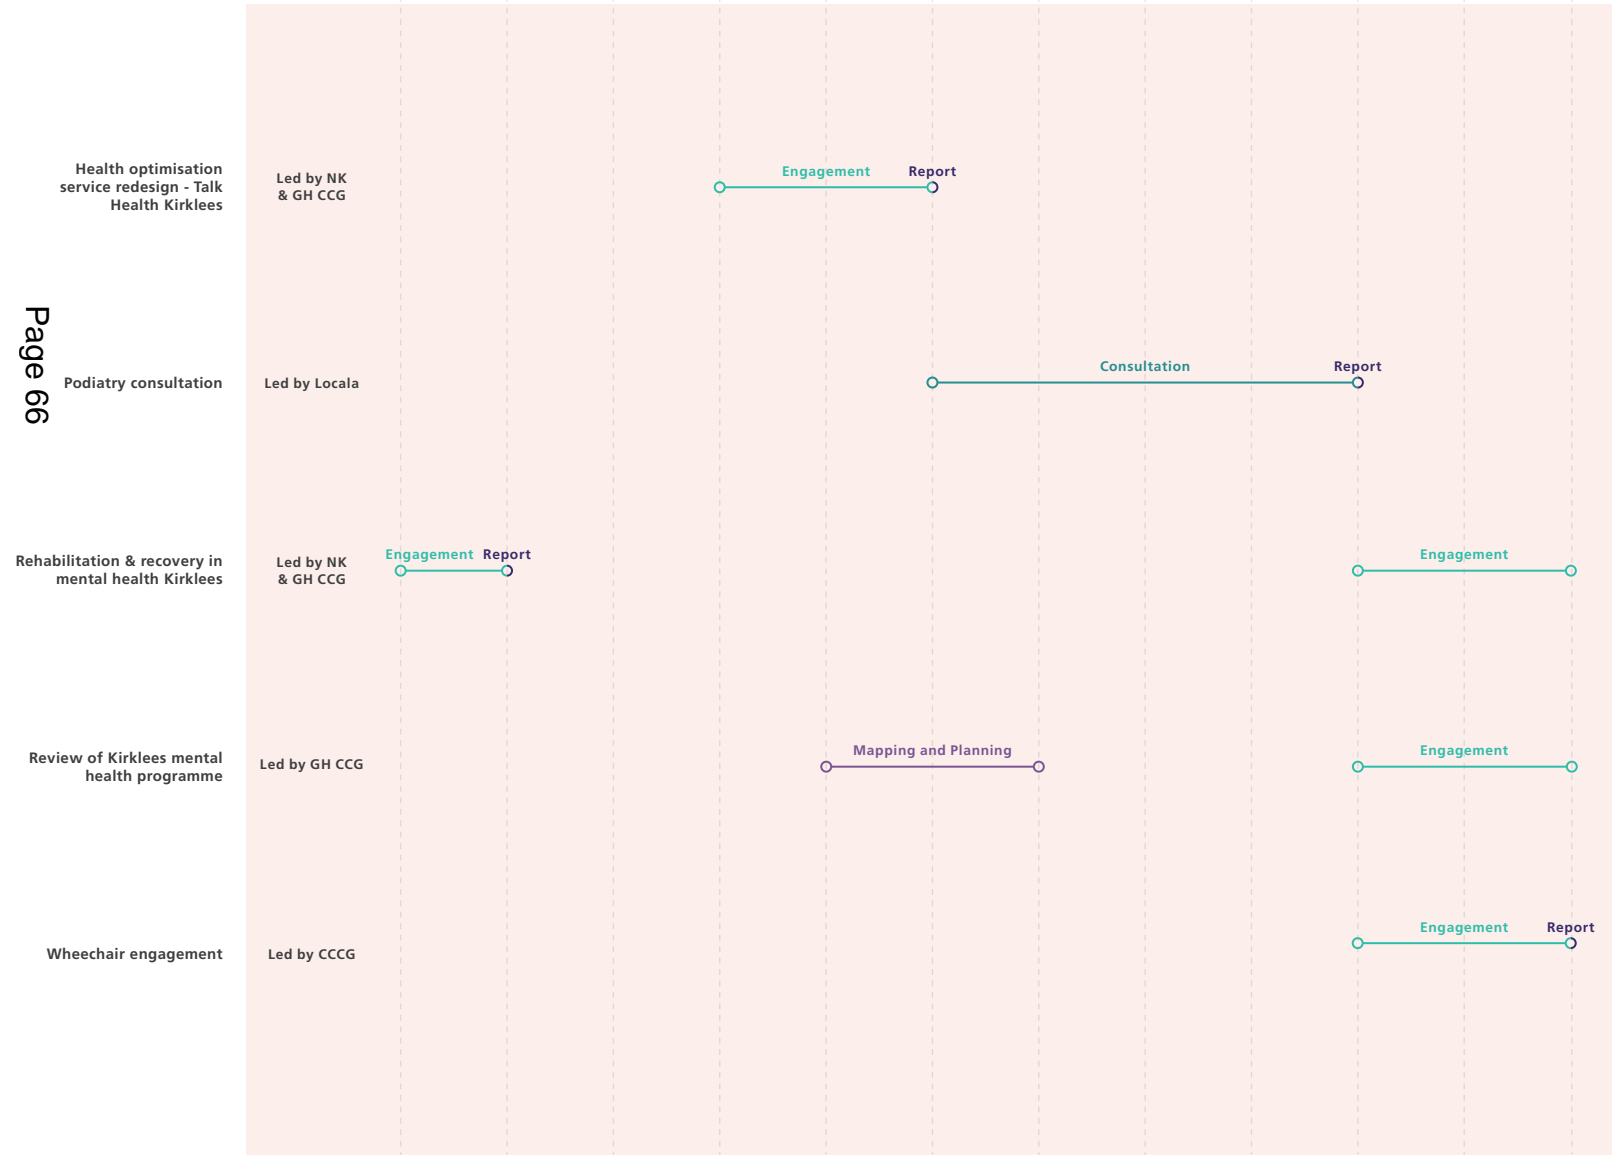 Health optimisation
service redesign - Talk
Health Kirklees
Led by NK
& GH CCG
Engagement
Report
Page 66
Podiatry consultation
Led by Locala
Consultation
Report
Rehabilitation & recovery in
mental health Kirklees
Led by NK
& GH CCG
Engagement
Report
Engagement
Review of Kirklees mental
health programme
Led by GH CCG
Mapping and Planning
Engagement
Wheechair engagement
Led by CCCG
Engagement
Report